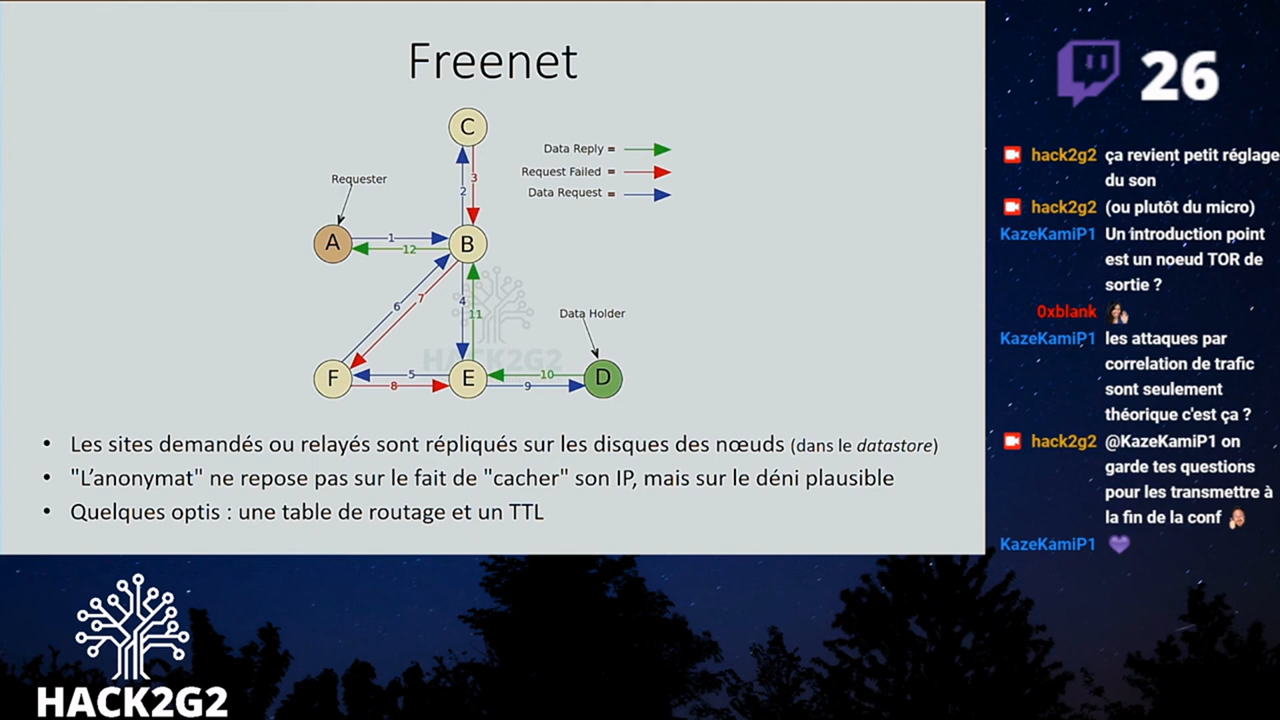 Freenet
C
Data Reply =
Request Failed =
Data Request =
Requester
3
2
A
1
12
B
6
7
4
11
HACK2G2
Data Holder
F
5
8
E
10
9
D
• Les sites demandés ou relayés sont répliqués sur les disques des nœuds (dans le datastore)
• "L’anonymat" ne repose pas sur le fait de "cacher" son IP, mais sur le déni plausible
• Quelques optis : une table de routage et un TTL
26
hack2g2 ça revient petit réglage
du son
hack2g2 (ou plutôt du micro)
KazeKamiP1 Un introduction point
est un noeud TOR de
sortie ?
0xblank
KazeKamiP1 les attaques par
correlation de trafic
sont seulement
théorique c'est ça ?
hack2g2 @KazeKamiP1 on
garde tes questions
pour les transmettre à
la fin de la conf
KazeKamiP1
HACK2G2